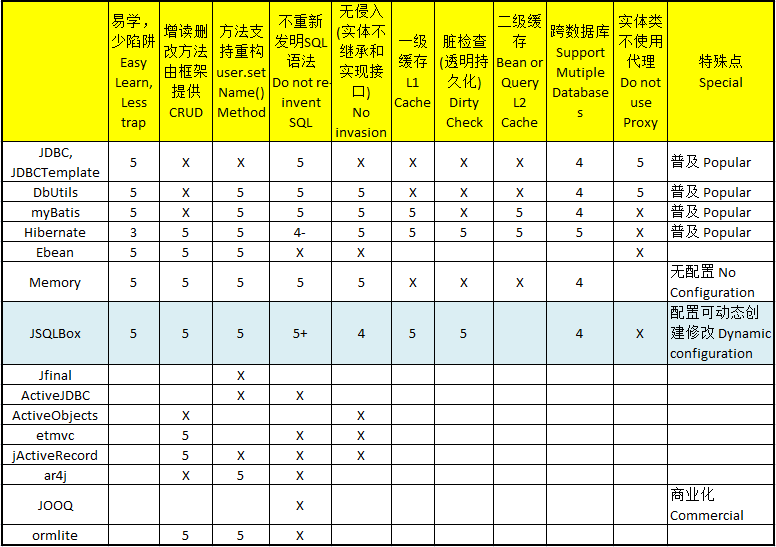 易学，
少陷阱
Easy
Learn,
Less
trap
增读删
改方法
由框架
提供
CRUD
方法支
持重构
user.set
Name()
Method
不重新
发明SQL
语法
Do not re-
invent
SQL
无侵入
(实体不
继承和
实现接
口)
No
invasion
一级
缓存
L1
Cache
脏检查
(透明持
久化)
Dirty
Check
二级缓
存
Bean or
Query
L2
Cache
跨数据库
Support
Mutiple
Database
s
实体类
不使用
代理
Do not
use
Proxy
特殊点
Special
JDBC,
JDBCTemplate 5 X X 5 X X X X 4 5 普及 Popular
DbUtils 5 X 5 5 5 X X X 4 5 普及 Popular
myBatis 5 X 5 5 5 5 X 5 4 X 普及 Popular
Hibernate 3 5 5 4- 5 5 5 5 5 X 普及 Popular
Ebean 5 5 5 X X X
Memory 5 5 5 5 5 X X X 4 无配置 No
Configuration
JSQLBox 5 5 5 5+ 4 5 5 4 X 配置可动态创
建修改 Dynamic
configuration
Jfinal X
ActiveJDBC X X
ActiveObjects X X
etmvc 5 X X
jActiveRecord 5 X X X
ar4j X 5 X
JOOQ X 商业化
Commercial
ormlite 5 5 X